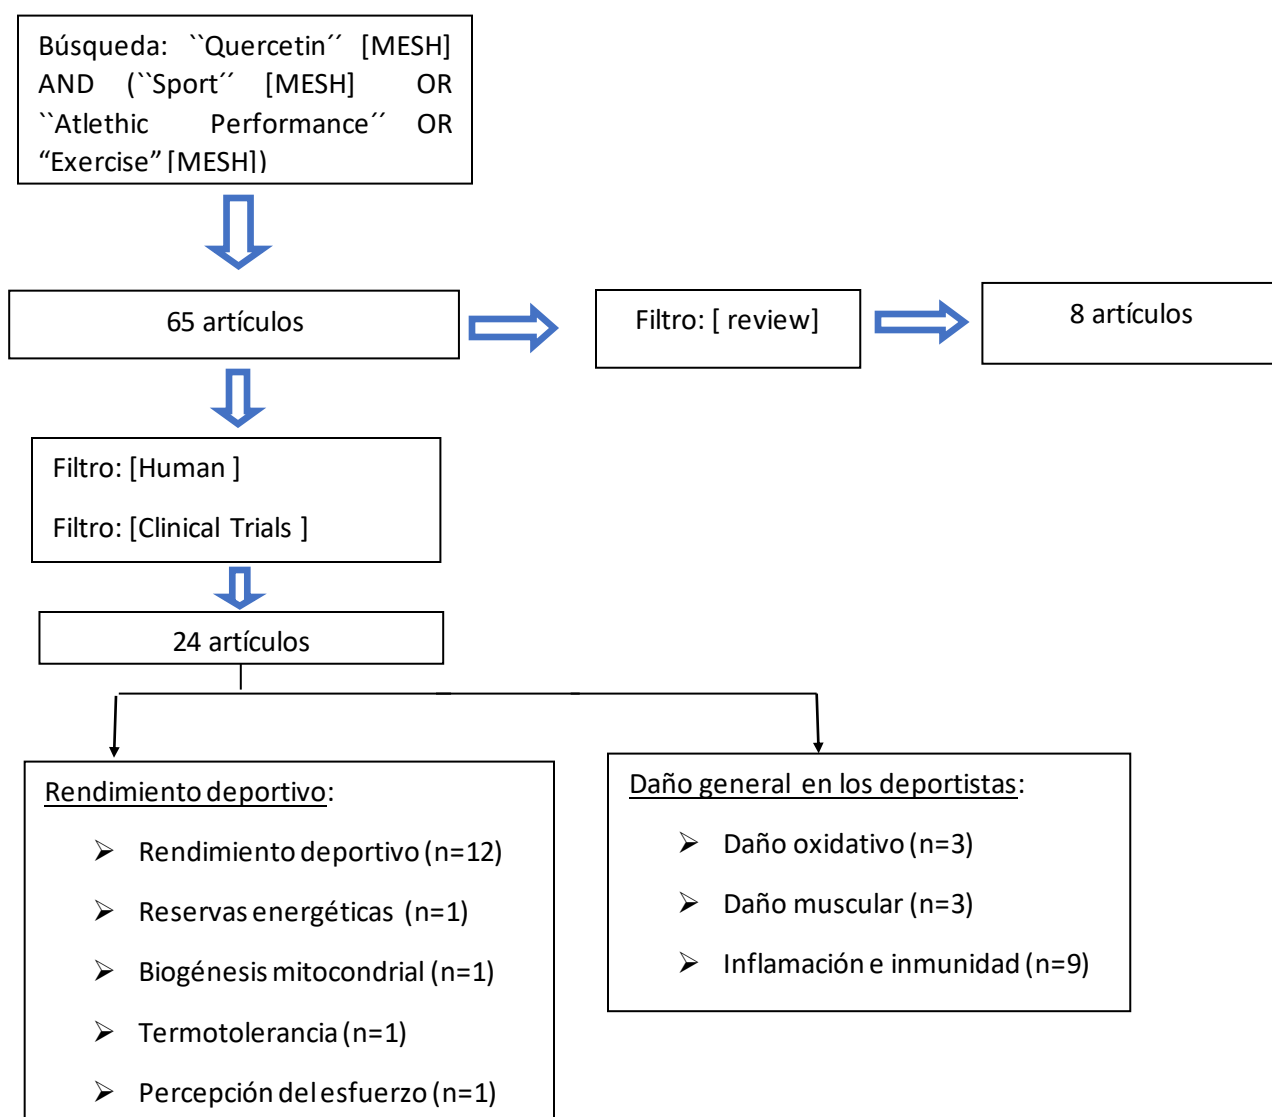 Búsqueda: ``Quercetin´´ [MESH]
AND (``Sport´´ [MESH] OR
``Atlethic Performance´´ OR
“Exercise” [MESH])
65 artículos
Filtro: [ review]
8 artículos
Filtro: [Human ]
Filtro: [Clinical Trials ]
24 artículos
Rendimiento deportivo:
➢ Rendimiento deportivo (n=12)
➢ Reservas energéticas (n=1)
➢ Biogénesis mitocondrial (n=1)
➢ Termotolerancia (n=1)
➢ Percepción del esfuerzo (n=1)
Daño general en los deportistas:
➢ Daño oxidativo (n=3)
➢ Daño muscular (n=3)
➢ Inflamación e inmunidad (n=9)